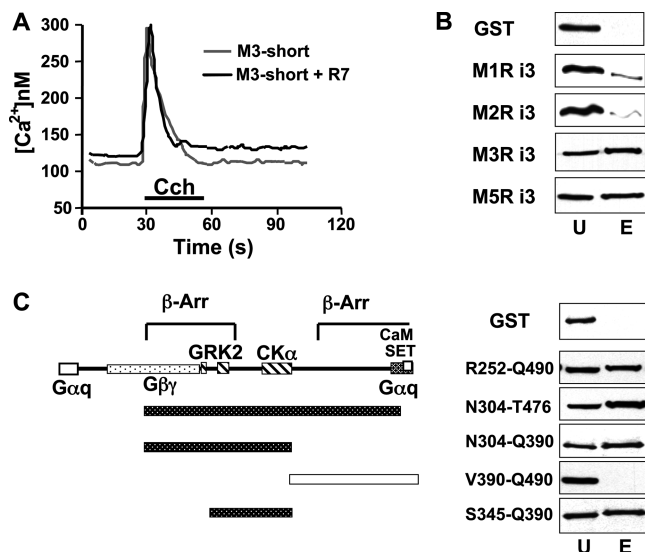 A
300
250
200
150
100
50
[Ca2+]nM
M3-short
M3-short + R7
Cch
0
30
60
90
120
Time (s)
B
GST
M1R i3
M2R i3
M3R i3
M5R i3
U E
C
β-Arr
β-Arr
CaM
SET
GRK2
CKα
Gαq
Gβγ
Gαq
GST
R252-Q490
N304-T476
N304-Q390
V390-Q490
S345-Q390
U E